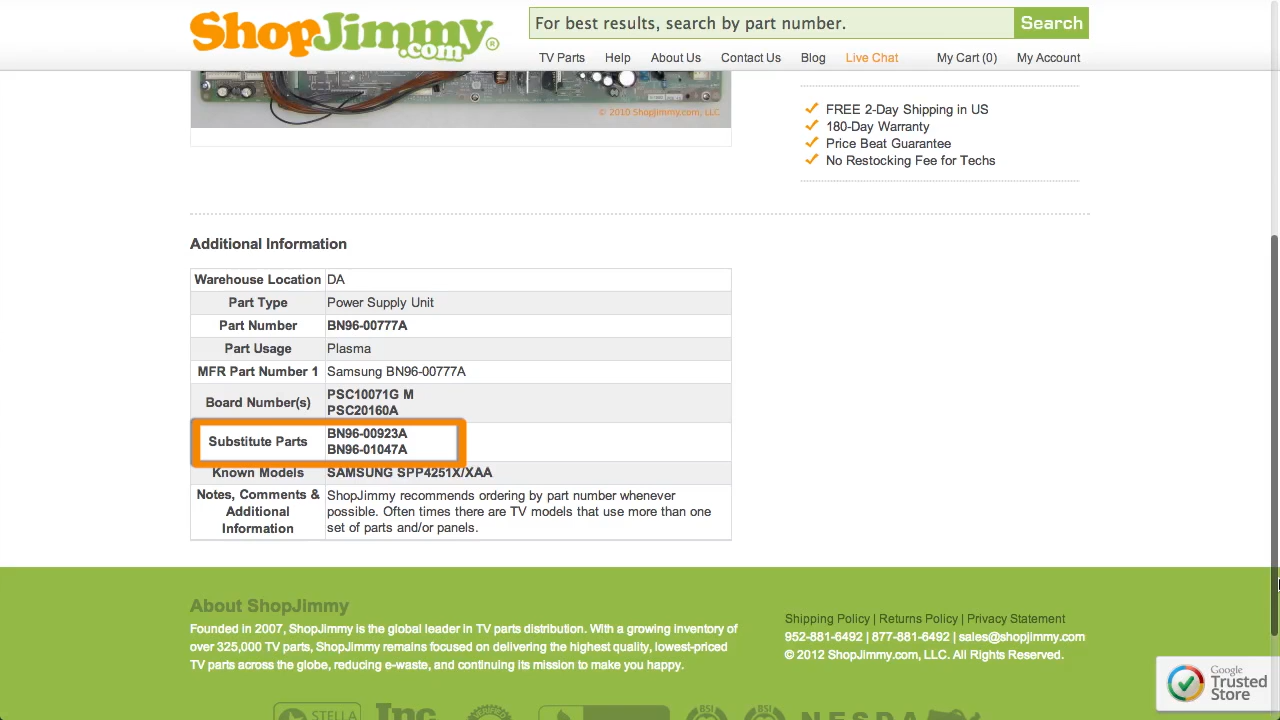 ShopJimmy.com®
For best results, search by part number.
Search
TV Parts Help About Us Contact Us Blog Live Chat My Cart (0) My Account
© 2010 ShopJimmy.com, LLC
FREE 2-Day Shipping in US
180-Day Warranty
Price Beat Guarantee
No Restocking Fee for Techs
Additional Information
Warehouse Location DA
Part Type Power Supply Unit
Part Number BN96-00777A
Part Usage Plasma
MFR Part Number 1 Samsung BN96-00777A
Board Number(s) PSC10071G M
PSC20160A
Substitute Parts BN96-00923A
BN96-01047A
Known Models SAMSUNG SPP4251X/XAA
Notes, Comments & Additional Information
ShopJimmy recommends ordering by part number whenever
possible. Often times there are TV models that use more than one
set of parts and/or panels.
About ShopJimmy
Founded in 2007, ShopJimmy is the global leader in TV parts distribution. With a growing inventory of
over 325,000 TV parts, ShopJimmy remains focused on delivering the highest quality, lowest-priced
TV parts across the globe, reducing e-waste, and continuing its mission to make you happy.
Shipping Policy | Returns Policy | Privacy Statement
952-881-6492 | 877-881-6492 | sales@shopjimmy.com
© 2012 ShopJimmy.com, LLC. All Rights Reserved.
Google
Trusted
Store
STELLA Inc BSI BSI NESDA